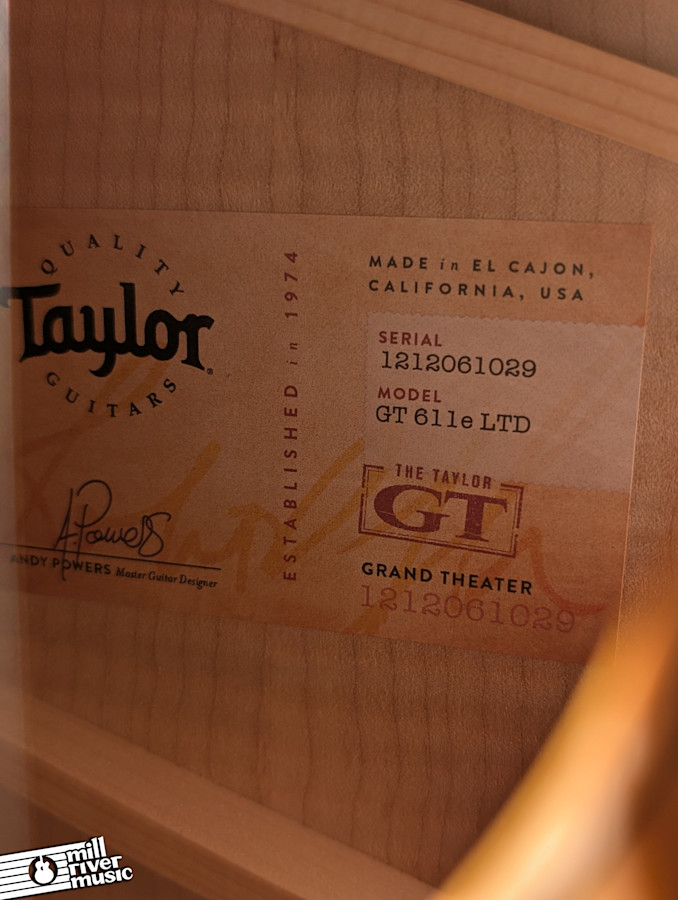 QUALITY
Taylor
GUITARS
A.Powers
ANDY POWERS Master Guitar Designer
ESTABLISHED in 1974
MADE in EL CAJON,
CALIFORNIA, USA
SERIAL
1212061029
MODEL
GT 611e LTD
THE TAYLOR
GT
GRAND THEATER
1212061029
mill
river
music